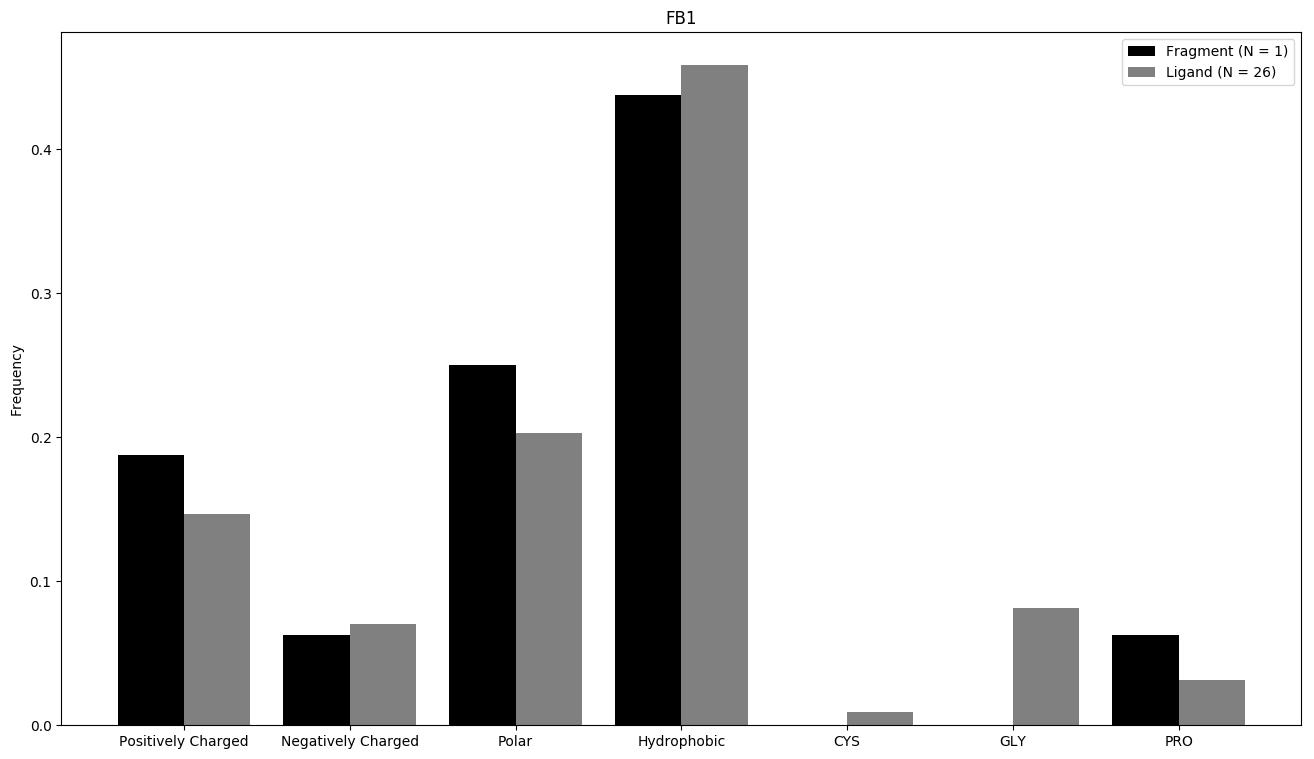 FB1
Fragment (N = 1)
Ligand (N = 26)
Frequency
0.4
0.3
0.2
0.1
0.0
Positively Charged
Negatively Charged
Polar
Hydrophobic
CYS
GLY
PRO